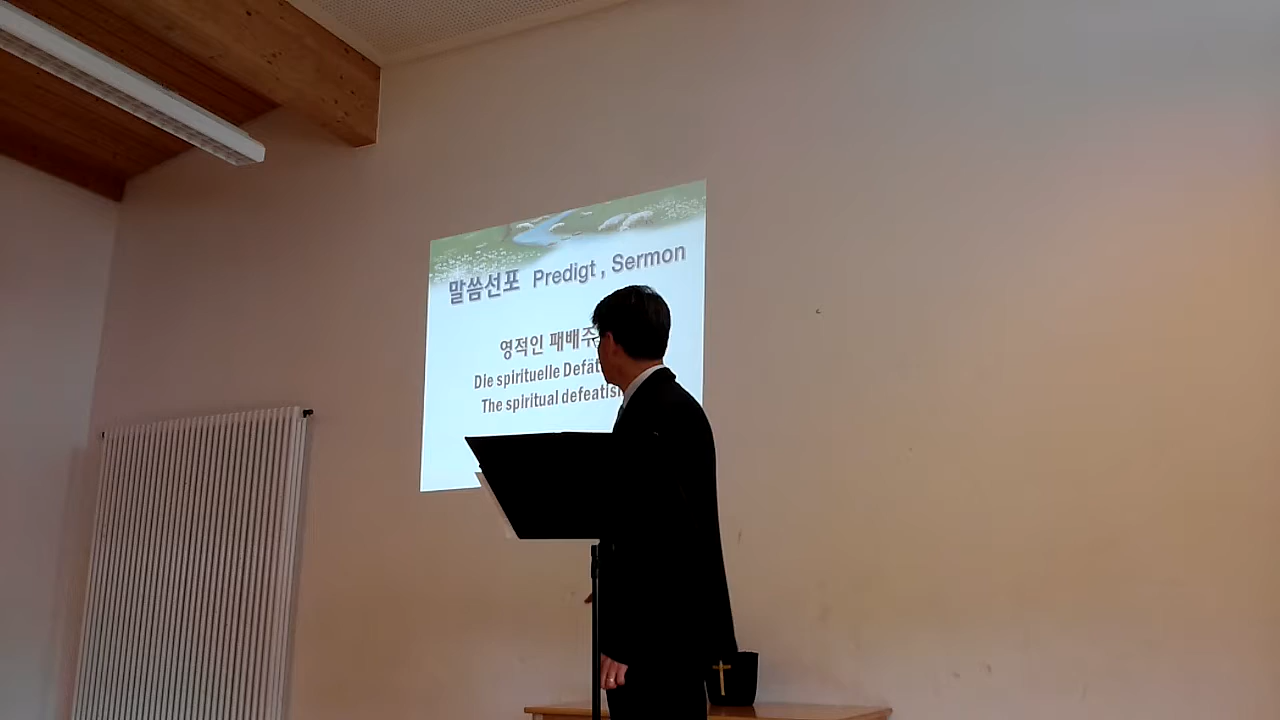 말씀선포 Predigt , Sermon
영적인
Die spirituelle
The spiritual